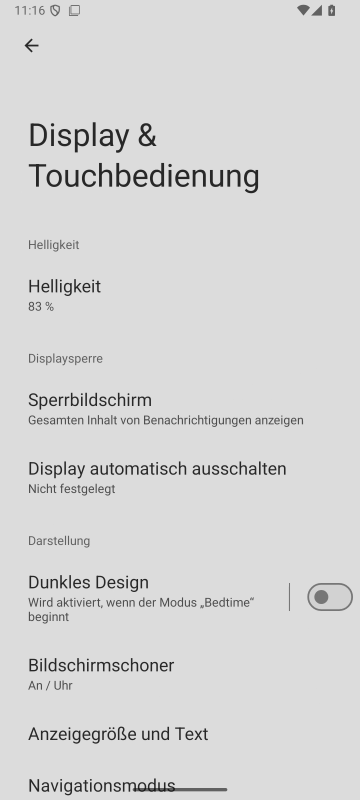 11:16
Display &
Touchbedienung
Helligkeit
Helligkeit
83 %
Displaysperre
Sperrbildschirm
Gesamten Inhalt von Benachrichtigungen anzeigen
Display automatisch ausschalten
Nicht festgelegt
Darstellung
Dunkles Design
Wird aktiviert, wenn der Modus „Bedtime“
beginnt
Bildschirmschoner
An / Uhr
Anzeigegröße und Text
Navigationsmodus